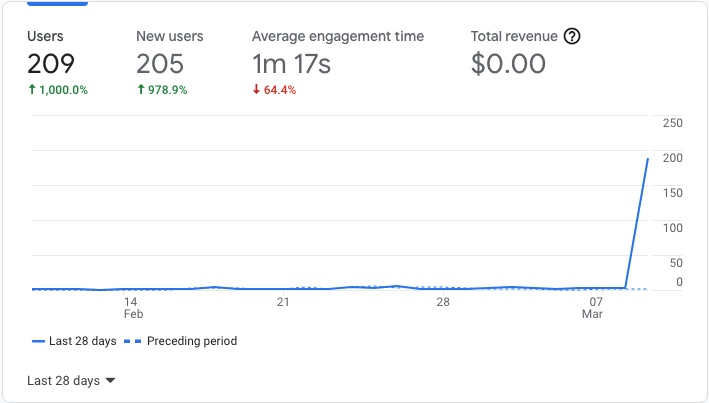 Users New users Average engagement time Total revenue ?
209 205 1m 17s $0.00
↑ 1,000.0% ↑ 978.9% ↓ 64.4%
250
200
150
100
50
0
14 21 28 07
Feb Mar
Last 28 days Preceding period
Last 28 days